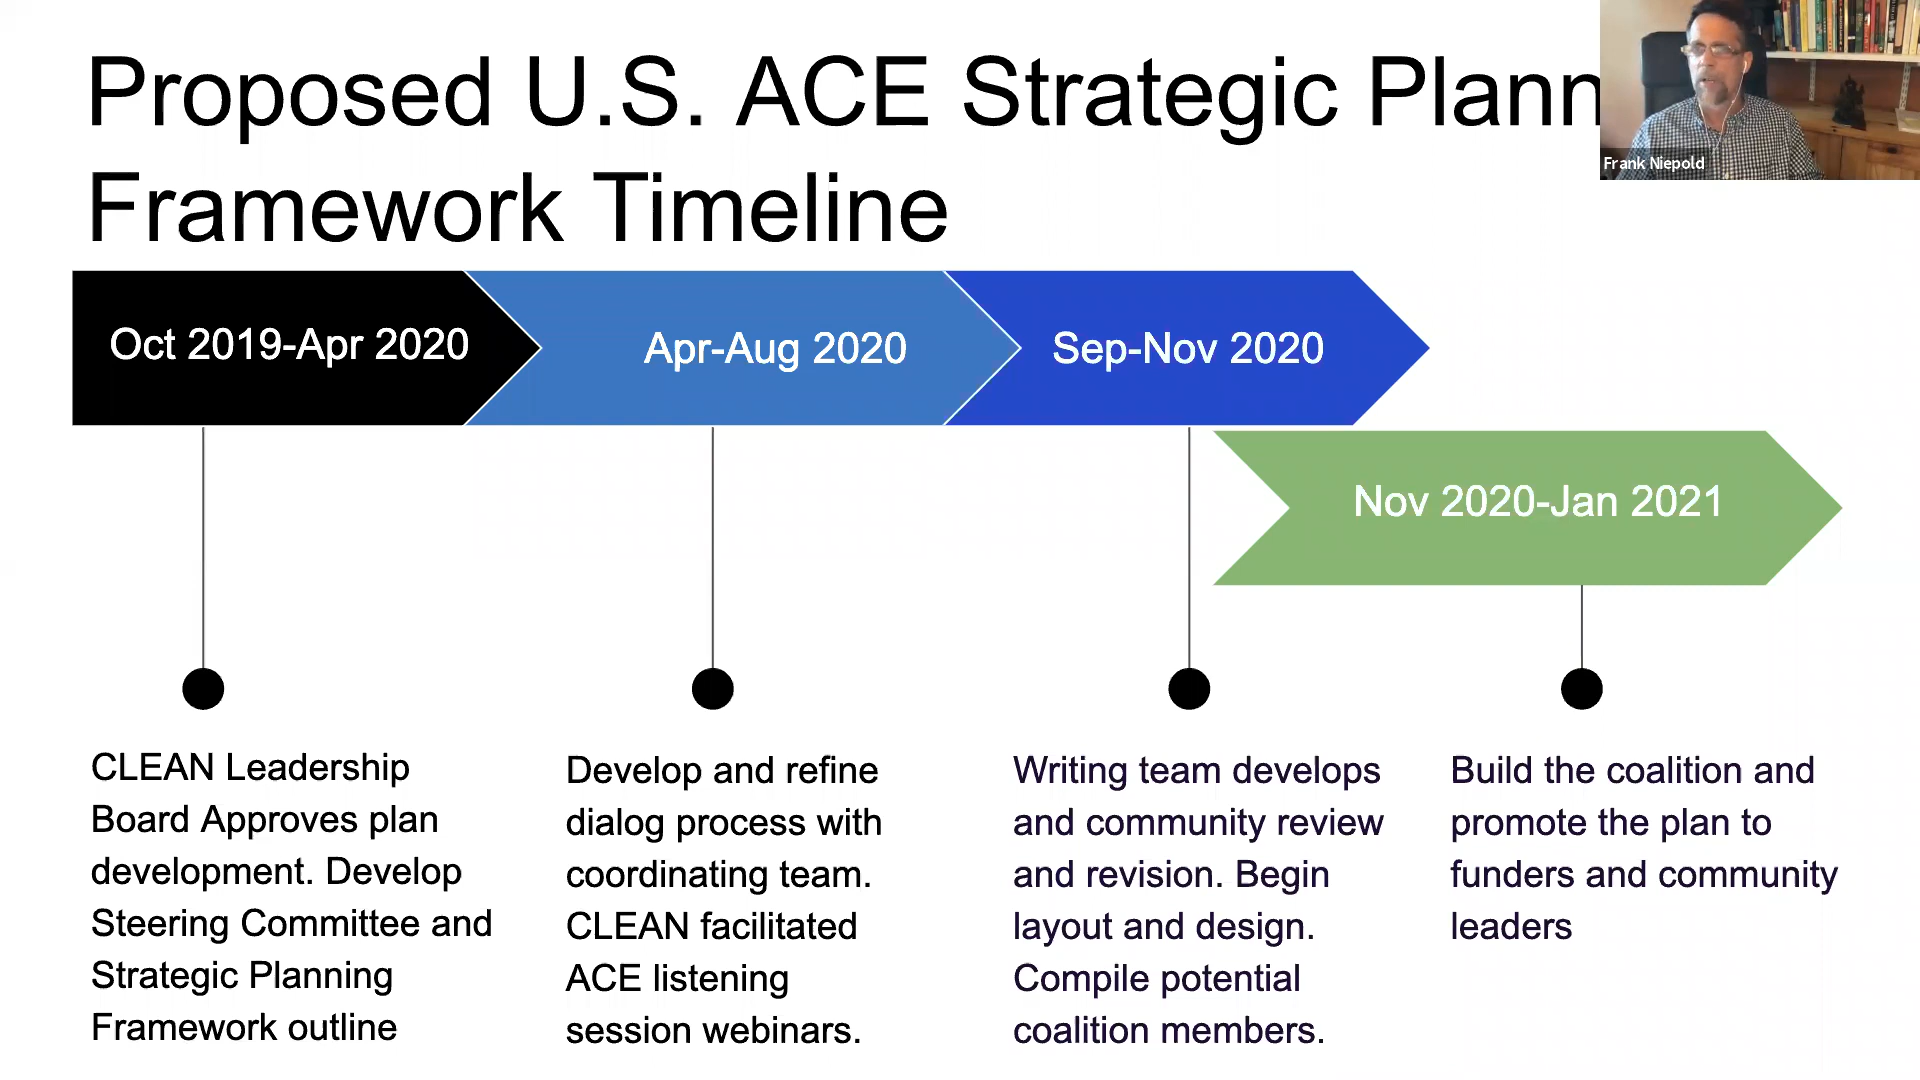 Proposed U.S. ACE Strategic Plann
Frank Niepold
Framework Timeline
Oct 2019-Apr 2020
Apr-Aug 2020
Sep-Nov 2020
Nov 2020-Jan 2021
CLEAN Leadership
Board Approves plan
development. Develop
Steering Committee and
Strategic Planning
Framework outline
Develop and refine
dialog process with
coordinating team.
CLEAN facilitated
ACE listening
session webinars.
Writing team develops
and community review
and revision. Begin
layout and design.
Compile potential
coalition members.
Build the coalition and
promote the plan to
funders and community
leaders